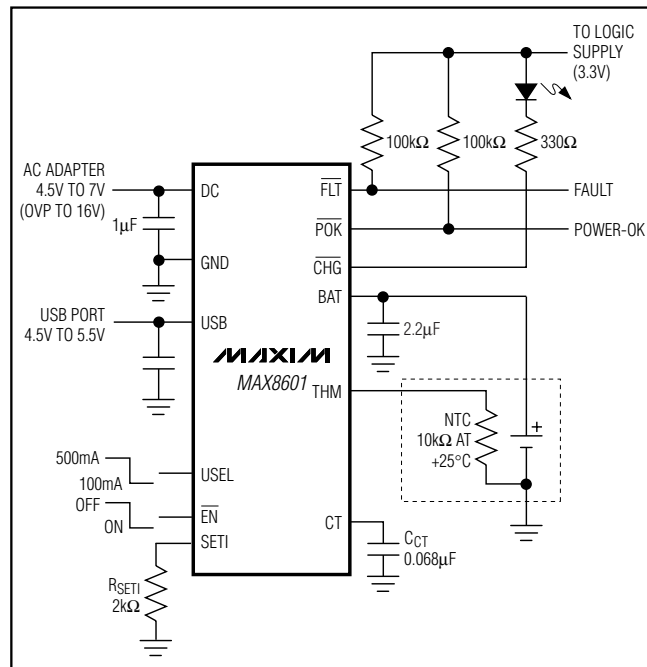 TO LOGIC
SUPPLY
(3.3V)
100kΩ
100kΩ
330Ω
AC ADAPTER
4.5V TO 7V
(OVP TO 16V)
DC
FLT
FAULT
1μF
POK
POWER-OK
GND
CHG
BAT
USB PORT
4.5V TO 5.5V
USB
2.2μF
MAXIM
MAX8601
THM
NTC
10kΩ AT
+25°C
+
500mA
100mA
USEL
OFF
ON
EN
SETI
CT
CCT
0.068μF
RSETI
2kΩ